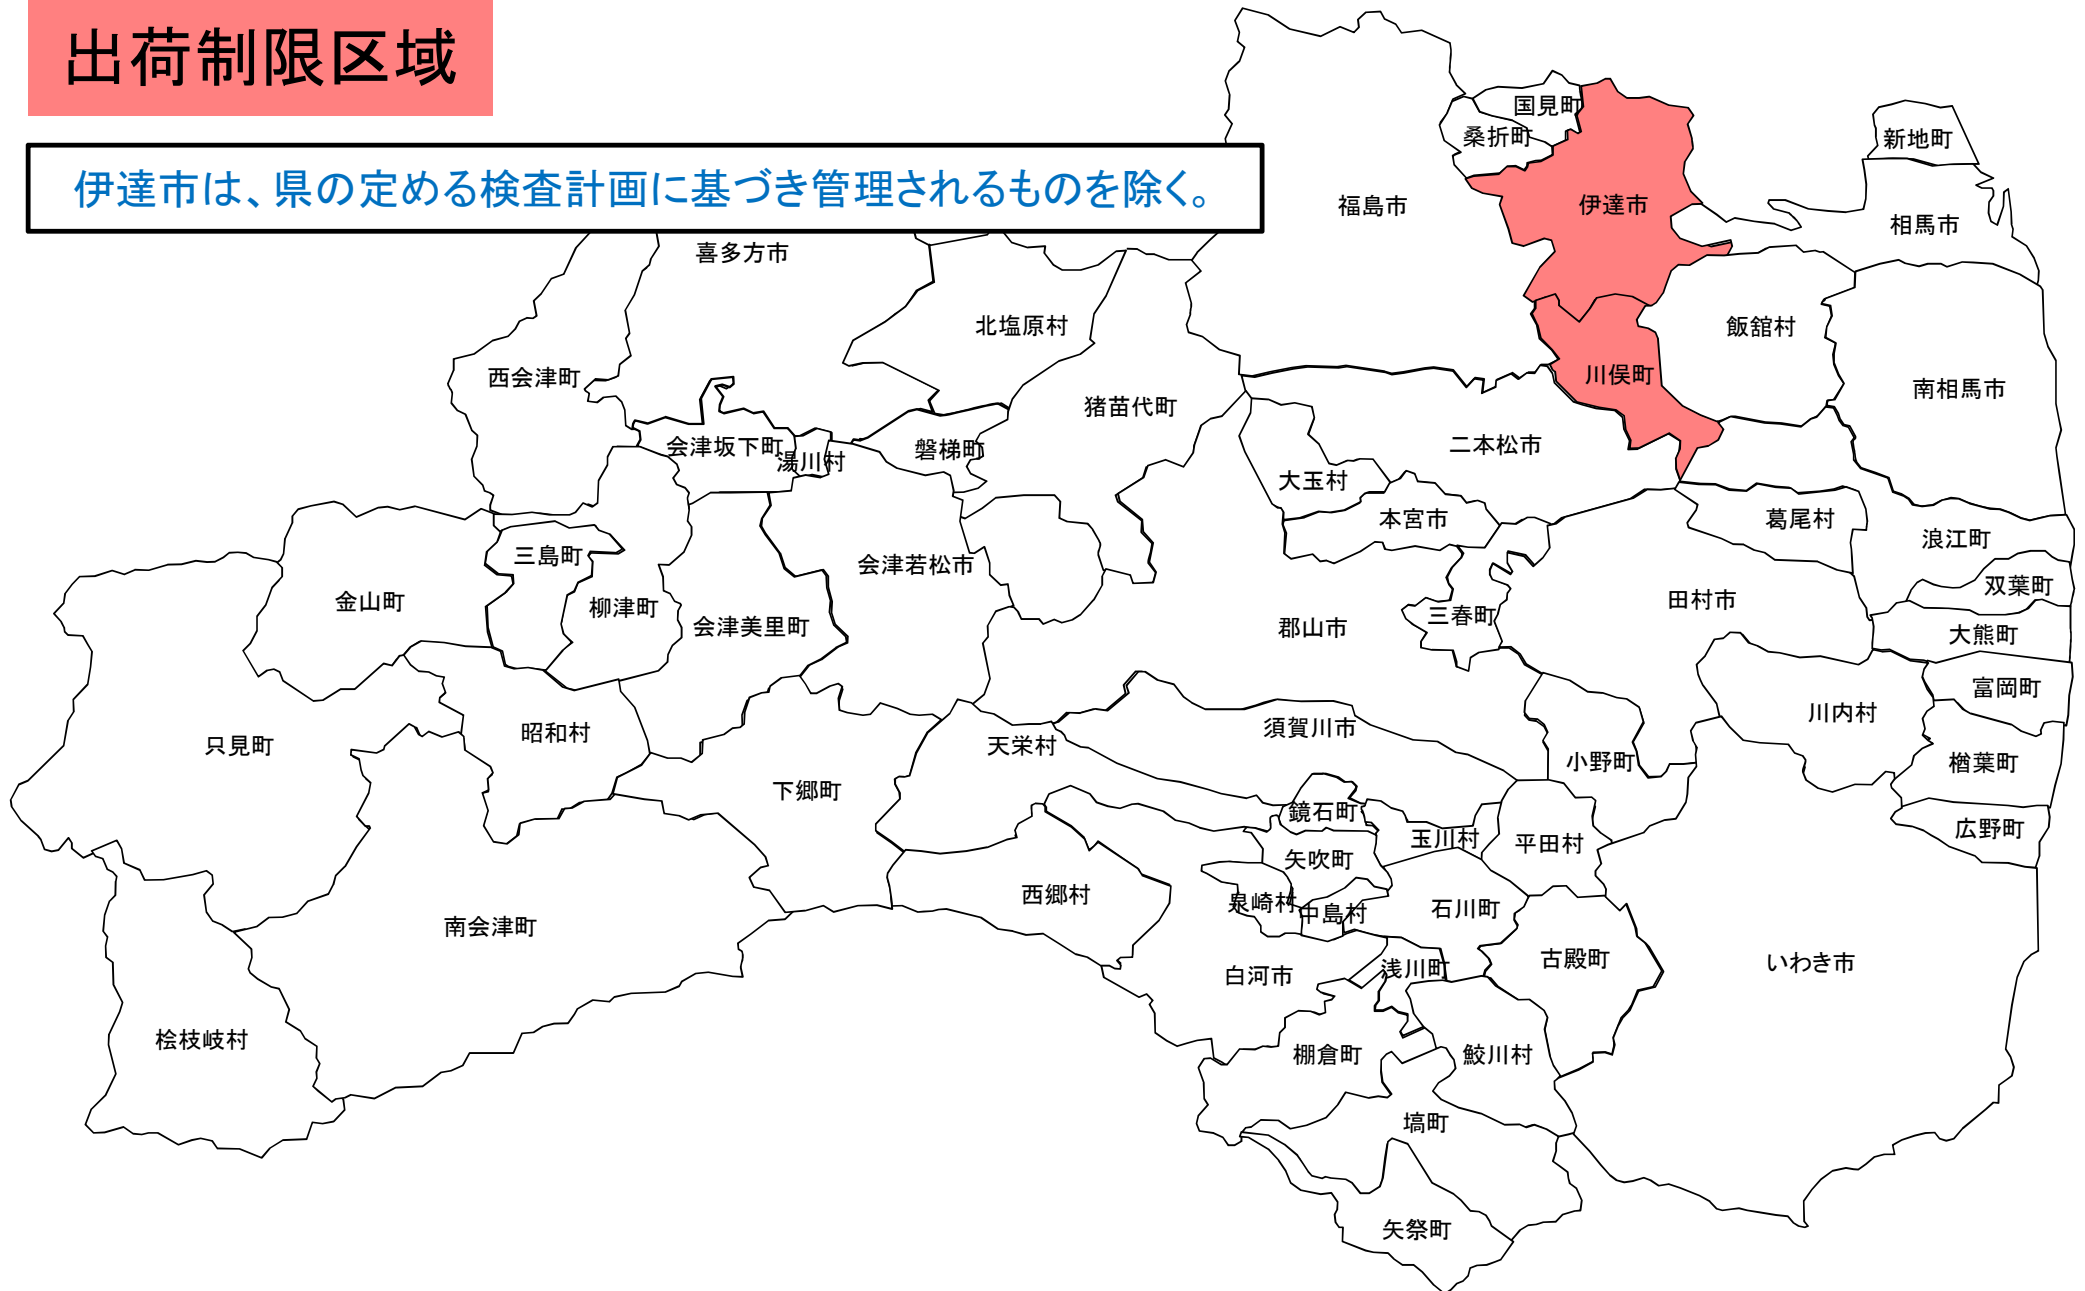 出荷制限区域
伊達市は、県の定める検査計画に基づき管理されるものを除く。
国見町
桑折町
新地町
福島市
伊達市
相馬市
喜多方市
北塩原村
飯舘村
西会津町
川俣町
南相馬市
猪苗代町
会津坂下町
湯川村
磐梯町
二本松市
大玉村
本宮市
葛尾村
浪江町
三島町
会津若松市
双葉町
金山町
柳津町
会津美里町
郡山市
三春町
田村市
大熊町
富岡町
只見町
昭和村
天栄村
須賀川市
川内村
小野町
楢葉町
下郷町
鏡石町
玉川村
平田村
広野町
矢吹町
西郷村
泉崎村
中島村
石川町
南会津町
白河市
浅川町
古殿町
いわき市
桧枝岐村
棚倉町
鮫川村
塙町
矢祭町